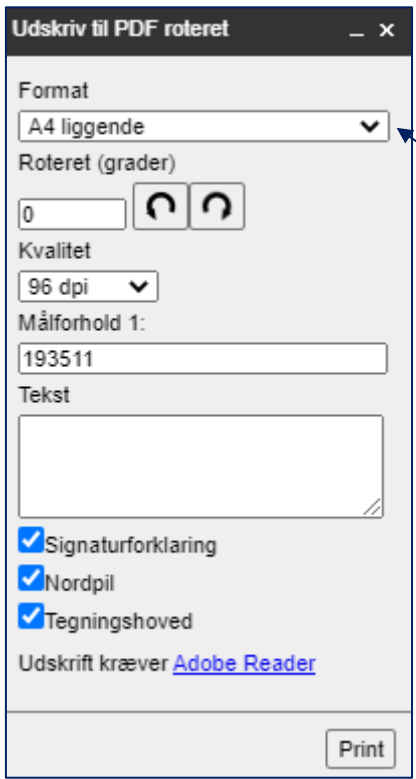 Udskriv til PDF roteret
Format
A4 liggende
Roteret (grader)
0
Kvalitet
96 dpi
Målforhold 1:
193511
Tekst
Signaturforklaring
Nordpil
Tegningshoved
Udskrift kræver Adobe Reader
Print